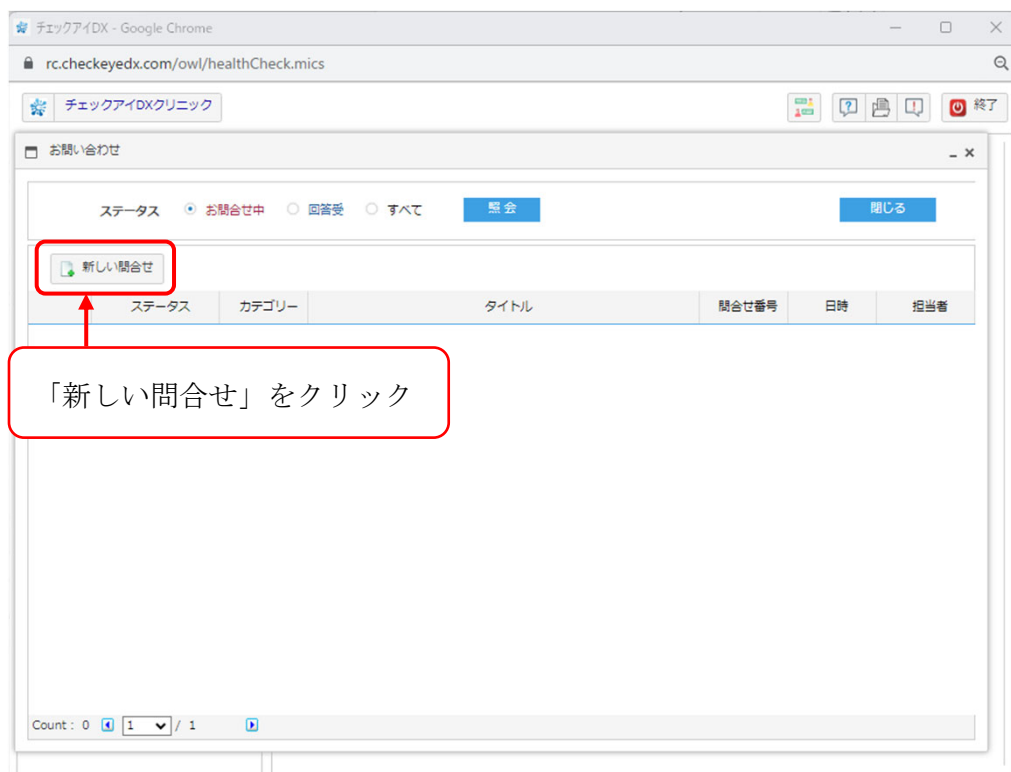 チェックアイDX - Google Chrome
rc.checkeyedx.com/owl/healthCheck.mics
チェックアイDXクリニック
終了
お問い合わせ
ステータス お問合せ中 回答受 すべて 照会 閉じる
新しい問合せ
ステータス カテゴリー タイトル 問合せ番号 日時 担当者
「新しい問合せ」をクリック
Count : 0 1 / 1